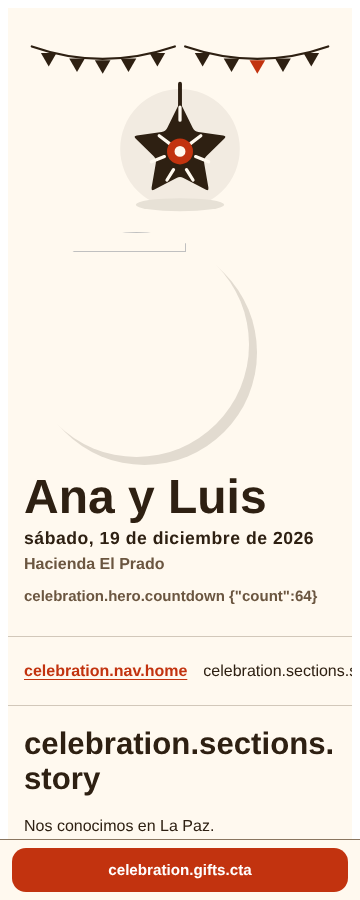 Ana y Luis
sábado, 19 de diciembre de 2026
Hacienda El Prado
celebration.hero.countdown {"count":64}
celebration.nav.home celebration.sections.s
celebration.sections.
story
Nos conocimos en La Paz.
celebration.gifts.cta